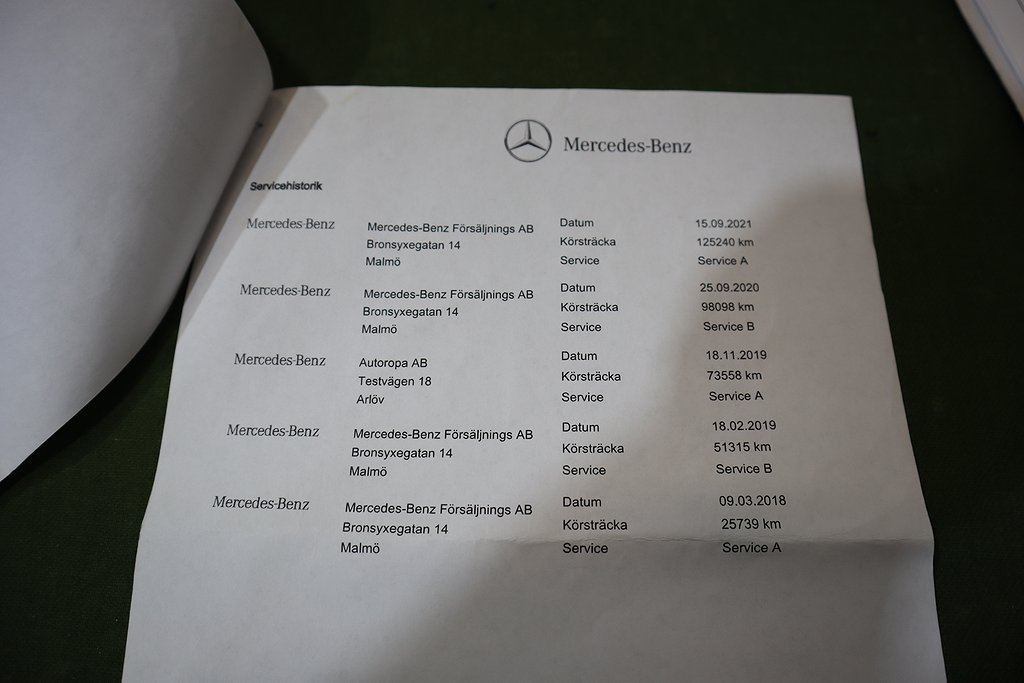 Mercedes-Benz
Servicehistorik
Mercedes-Benz Mercedes-Benz Försäljnings AB Datum 15.09.2021
Bronsyxegatan 14 Körsträcka 125240 km
Malmö Service Service A
Mercedes-Benz Mercedes-Benz Försäljnings AB Datum 25.09.2020
Bronsyxegatan 14 Körsträcka 98098 km
Malmö Service Service B
Mercedes-Benz Autoropa AB Datum 18.11.2019
Testvägen 18 Körsträcka 73558 km
Arlöv Service Service A
Mercedes-Benz Mercedes-Benz Försäljnings AB Datum 18.02.2019
Bronsyxegatan 14 Körsträcka 51315 km
Malmö Service Service B
Mercedes-Benz Mercedes-Benz Försäljnings AB Datum 09.03.2018
Bronsyxegatan 14 Körsträcka 25739 km
Malmö Service Service A